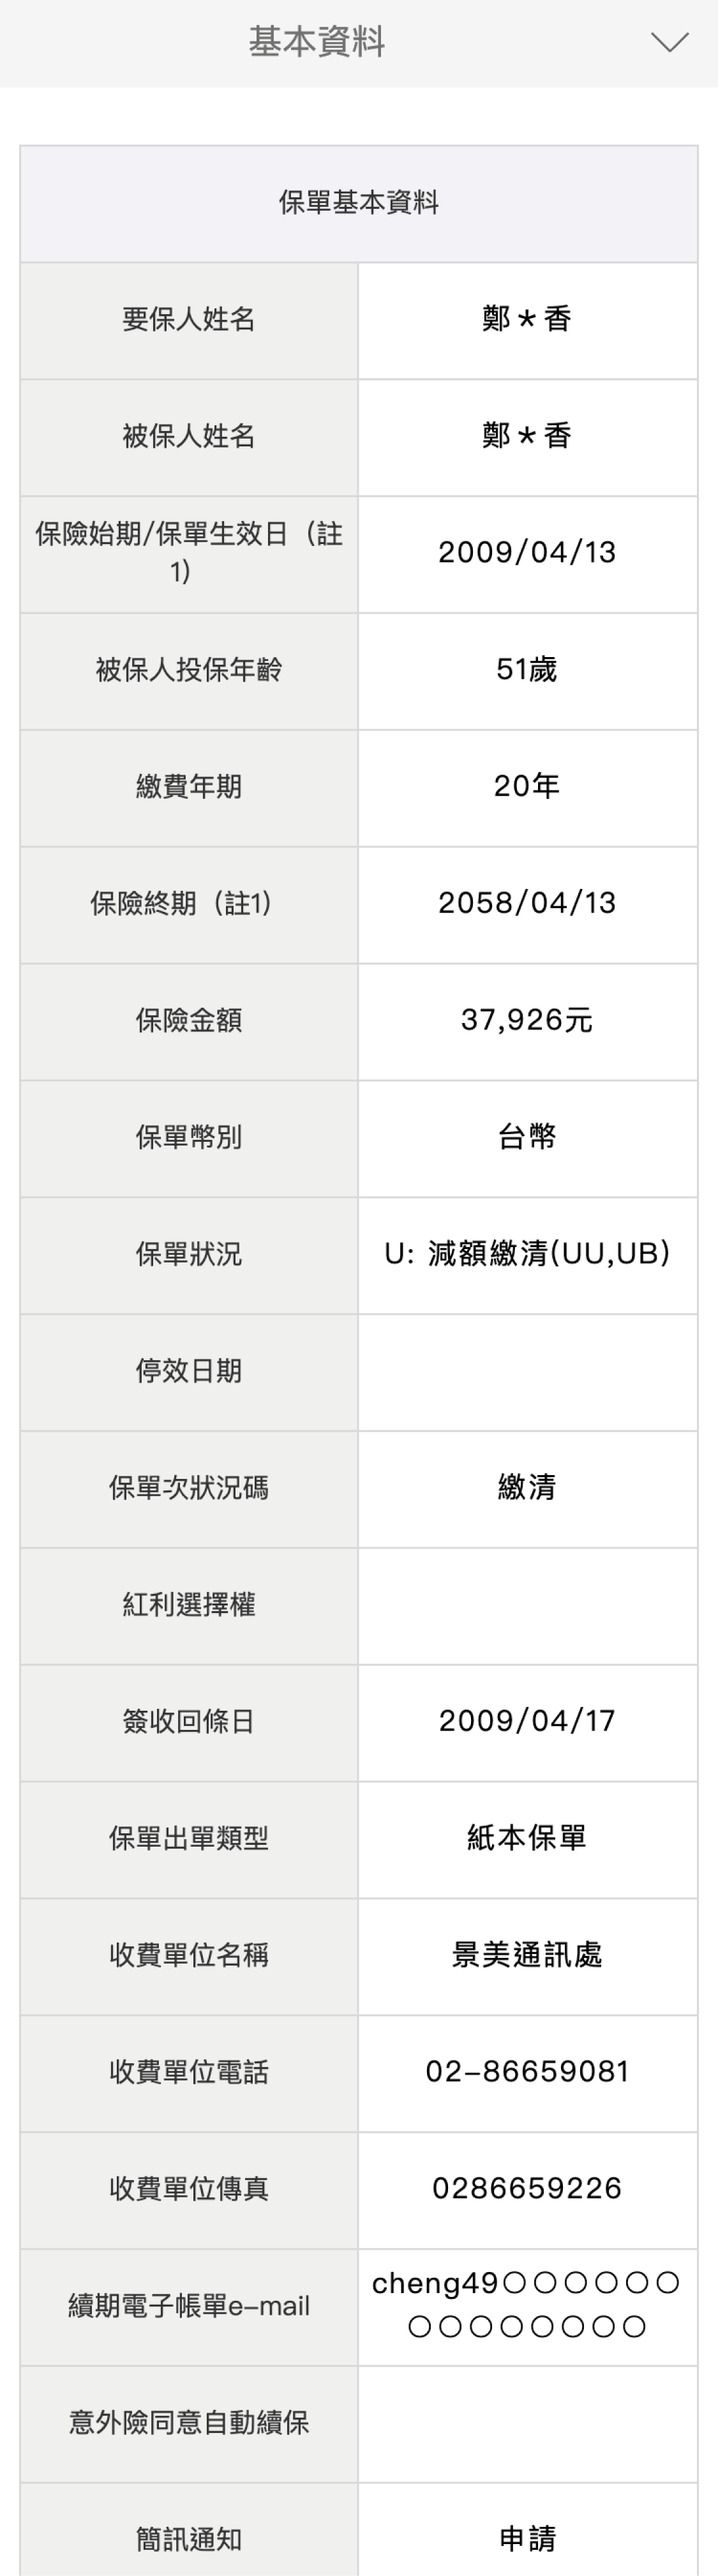 基本資料
保單基本資料
要保人姓名
鄭＊香
被保人姓名
鄭＊香
保險始期/保單生效日（註
1）
2009/04/13
被保人投保年齡
51歲
繳費年期
20年
保險終期（註1）
2058/04/13
保險金額
37,926元
保單幣別
台幣
保單狀況
U: 減額繳清(UU,UB)
停效日期
保單次狀況碼
繳清
紅利選擇權
簽收回條日
2009/04/17
保單出單類型
紙本保單
收費單位名稱
景美通訊處
收費單位電話
02-86659081
收費單位傳真
0286659226
續期電子帳單e-mail
cheng49○○○○○○
○○○○○○○○
意外險同意自動續保
簡訊通知
申請